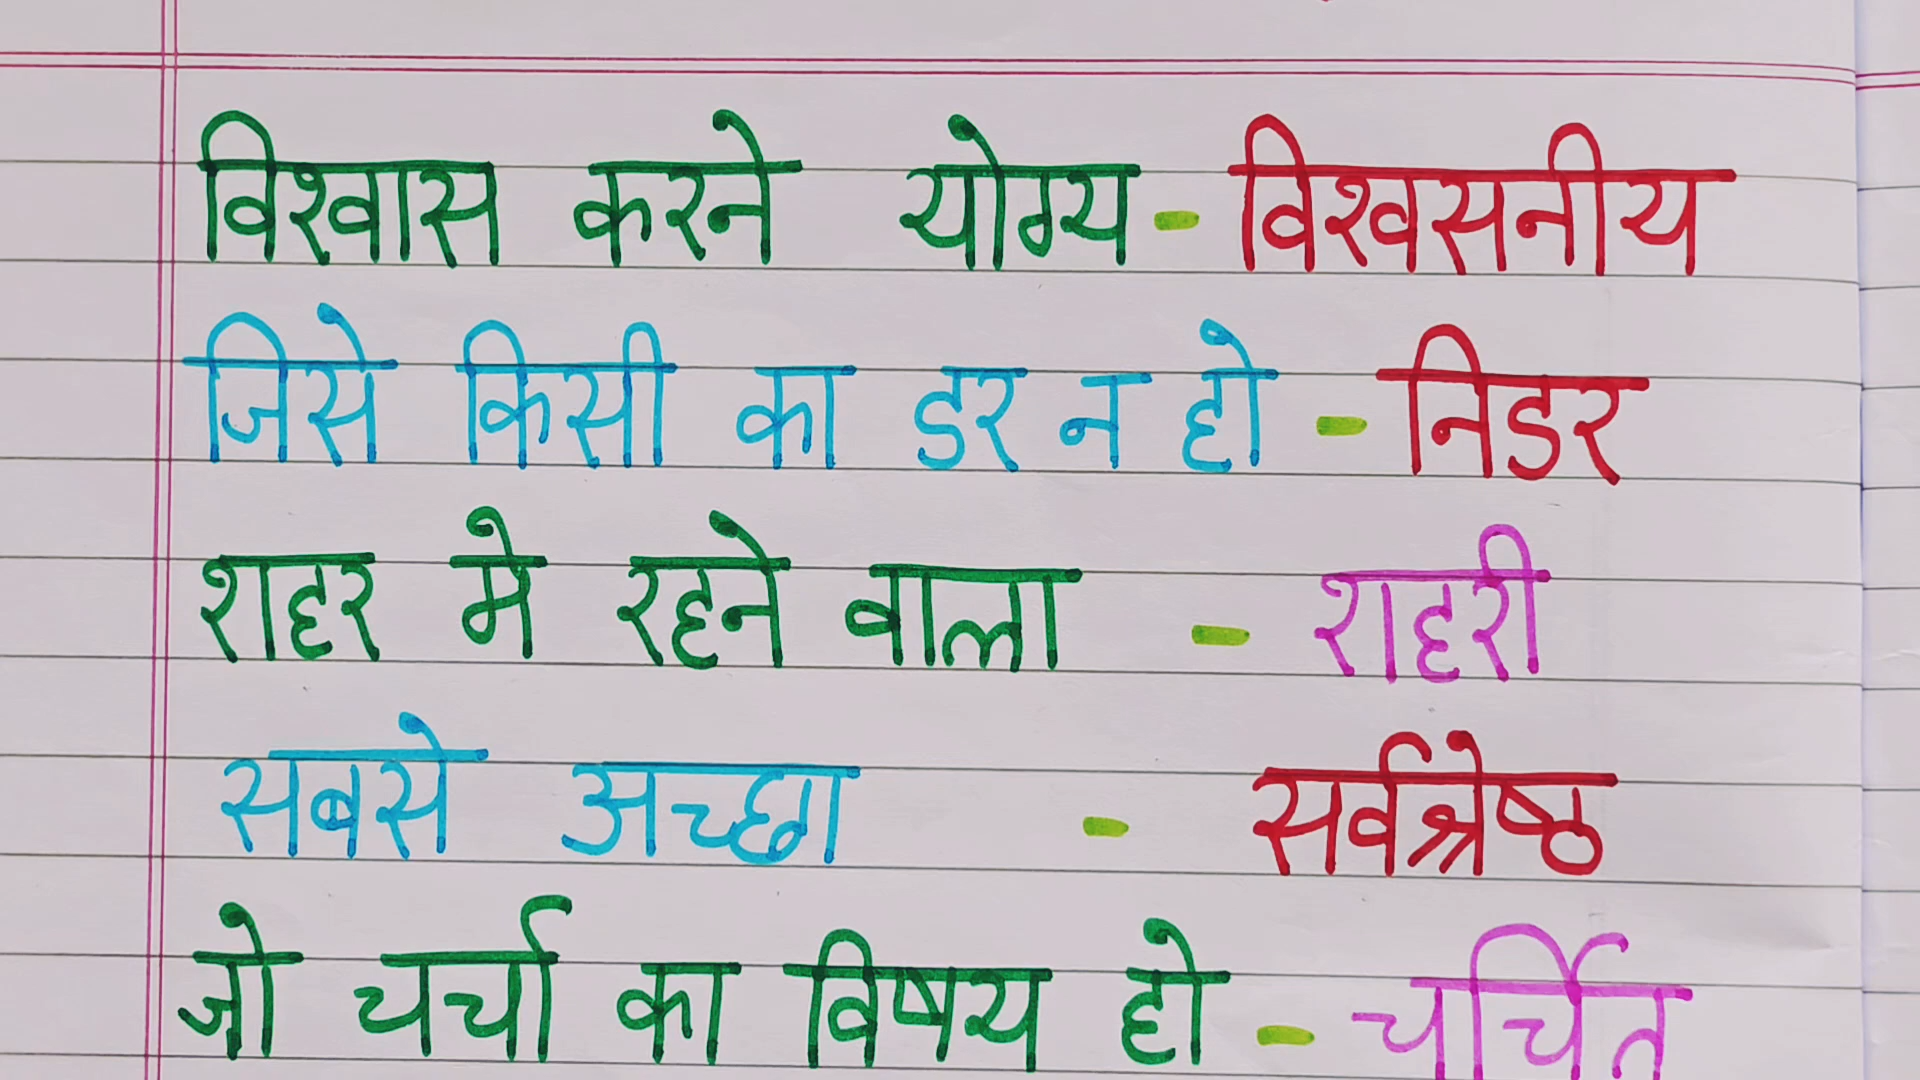 विश्वास करने योग्य - विश्वसनीय
जिसे किसी का डर न हो - निडर
शहर मे रहने वाला - शहरी
सबसे अच्छा - सर्वश्रेष्ठ
जो चर्चा का विषय हो - चर्चित